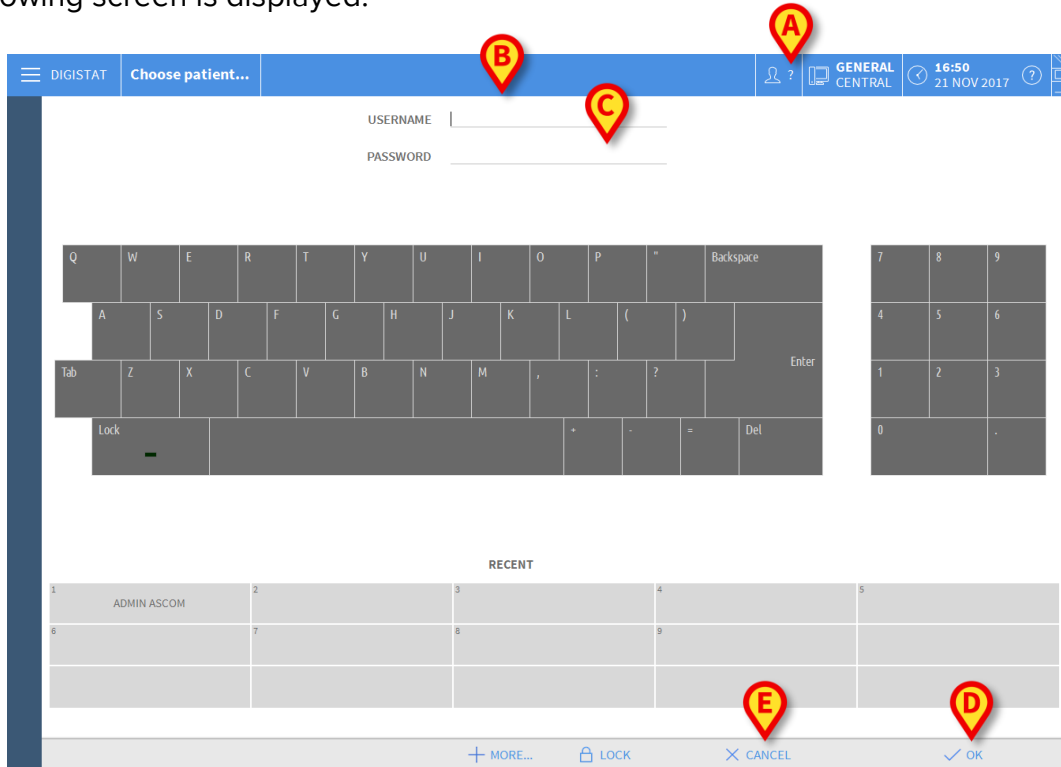 owing screen is displayed.
A
B
DIGISTAT Choose patient... ? GENERAL 16:50 ?
CENTRAL 21 NOV 2017
C
USERNAME
PASSWORD
Q W E R T Y U I O P " Backspace 7 8 9
A S D F G H J K L ( ) 4 5 6
Enter
Tab Z X C V B N M , : ? 1 2 3
Lock + - = Del 0 .
RECENT
1 ADMIN ASCOM 2 3 4 5
6 7 8 9
E D
MORE... LOCK CANCEL OK